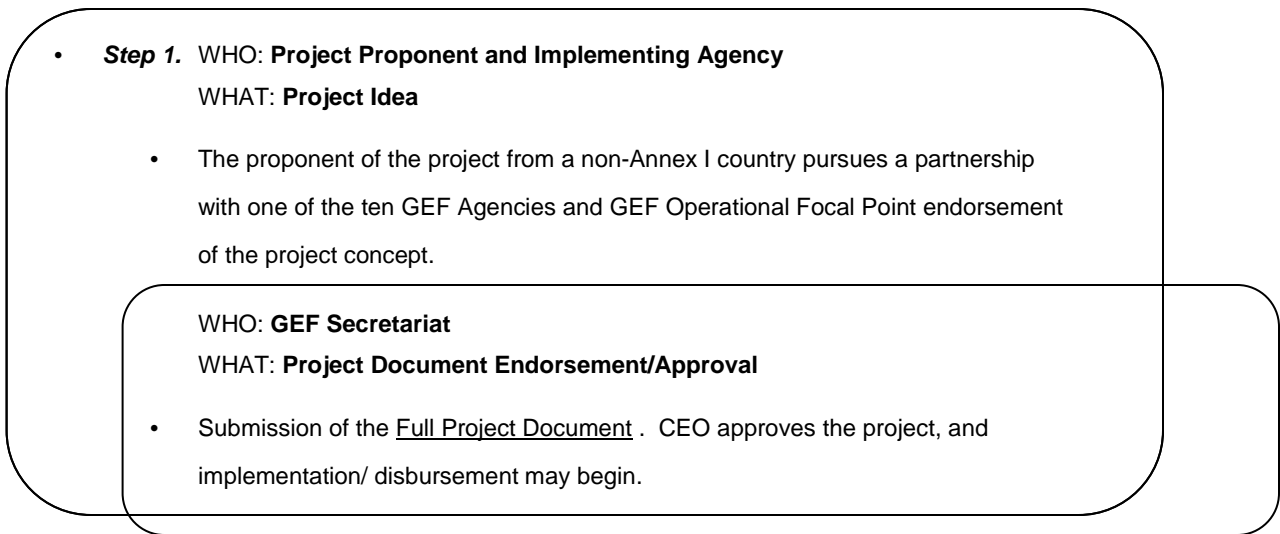 • Step 1. WHO: Project Proponent and Implementing Agency
WHAT: Project Idea
• The proponent of the project from a non-Annex I country pursues a partnership
with one of the ten GEF Agencies and GEF Operational Focal Point endorsement
of the project concept.
WHO: GEF Secretariat
WHAT: Project Document Endorsement/Approval
• Submission of the Full Project Document . CEO approves the project, and
implementation/ disbursement may begin.